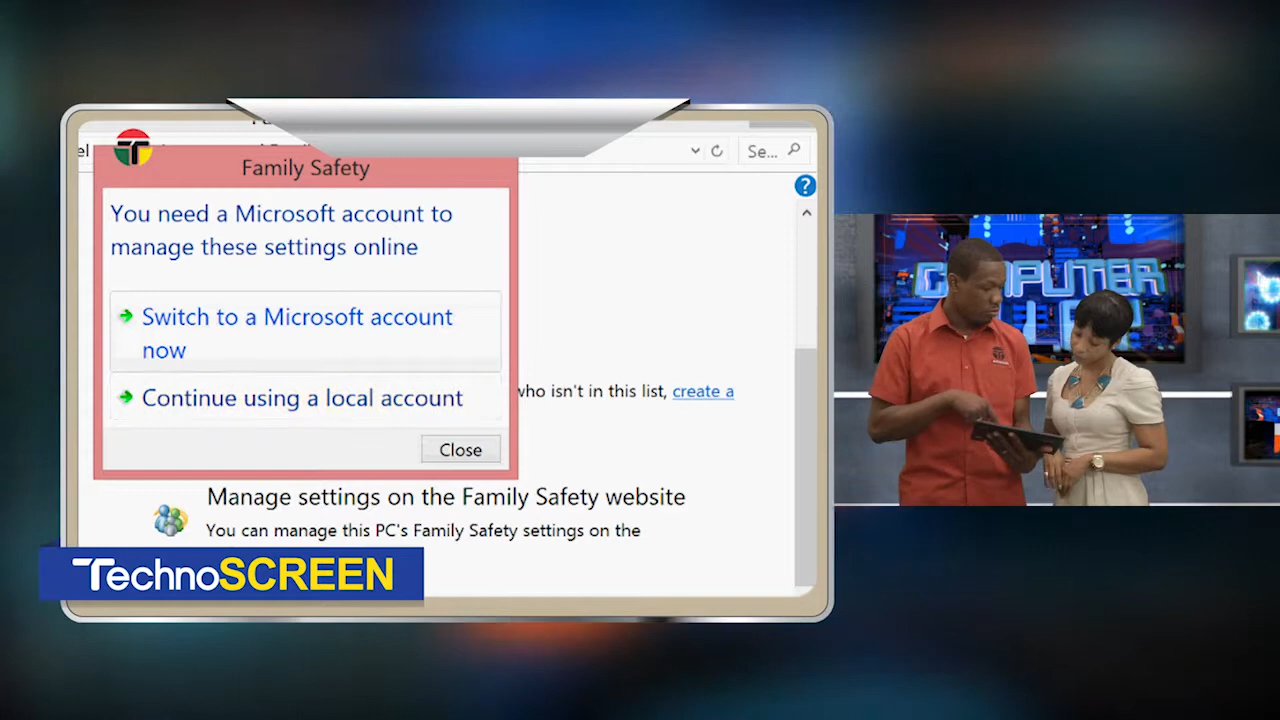 Se...
?
Family Safety
You need a Microsoft account to
manage these settings online
Switch to a Microsoft account
now
Continue using a local account
who isn't in this list, create a
Close
Manage settings on the Family Safety website
You can manage this PC's Family Safety settings on the
TechnoSCREEN
COMPUTER